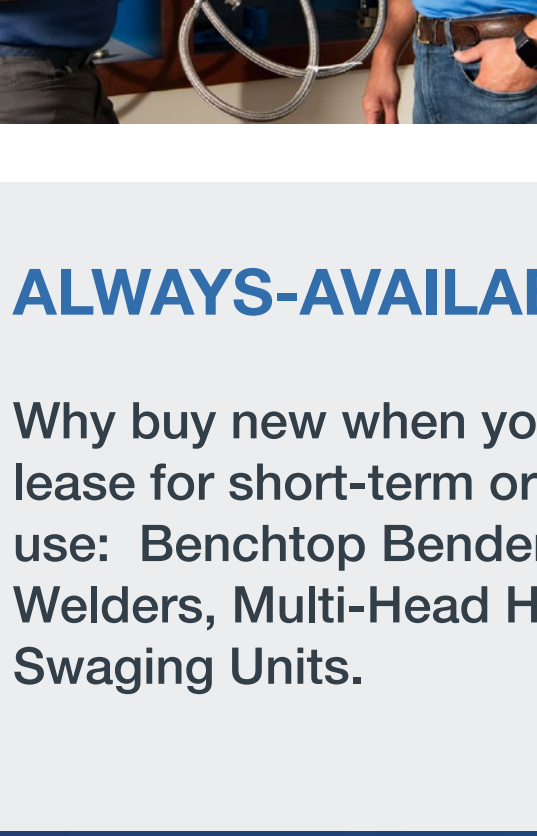 ALWAYS-AVAILA
Why buy new when yo
lease for short-term or
use:  Benchtop Bende
Welders, Multi-Head H
Swaging Units.